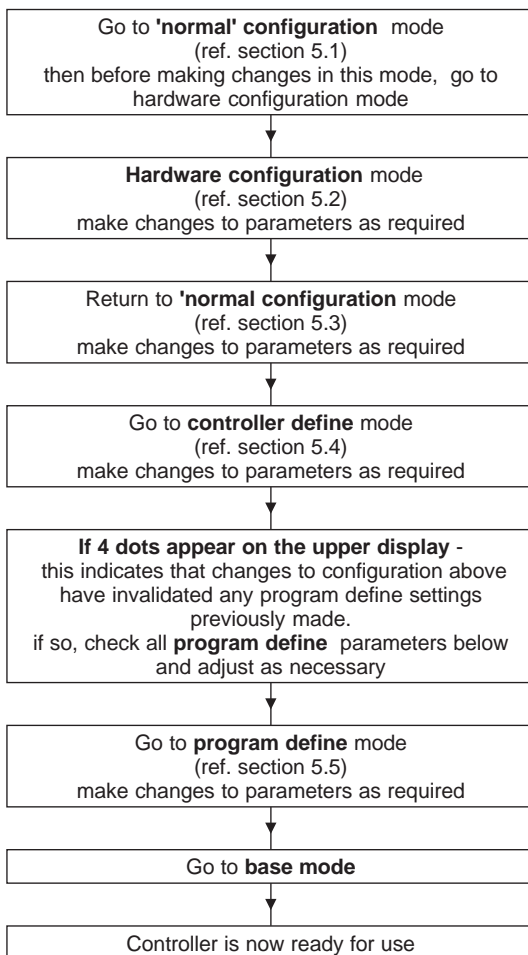 Go to 'normal' configuration mode
(ref. section 5.1)
then before making changes in this mode, go to
hardware configuration mode
Hardware configuration mode
(ref. section 5.2)
make changes to parameters as required
Return to 'normal configuration mode
(ref. section 5.3)
make changes to parameters as required
Go to controller define mode
(ref. section 5.4)
make changes to parameters as required
If 4 dots appear on the upper display -
this indicates that changes to configuration above
have invalidated any program define settings
previously made.
if so, check all program define parameters below
and adjust as necessary
Go to program define mode
(ref. section 5.5)
make changes to parameters as required
Go to base mode
Controller is now ready for use